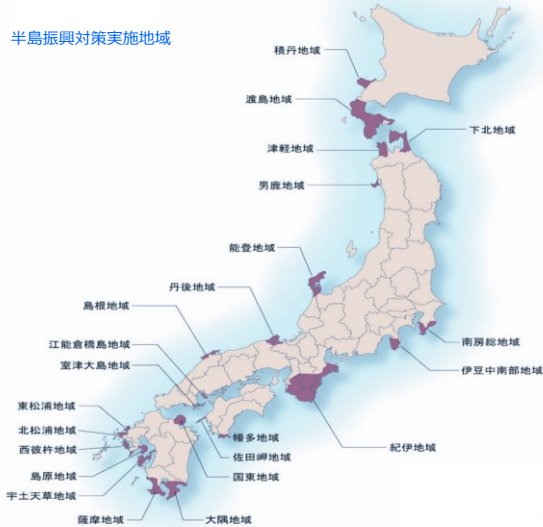 半島振興対策実施地域
積丹地域
渡島地域
下北地域
津軽地域
男鹿地域
能登地域
丹後地域
島根地域
江能倉橋島地域
室津大島地域
南房総地域
伊豆中南部地域
紀伊地域
東松浦地域
北松浦地域
西彼杵地域
島原地域
宇土天草地域
薩摩地域
大隅地域
国東地域
佐田岬地域
幡多地域